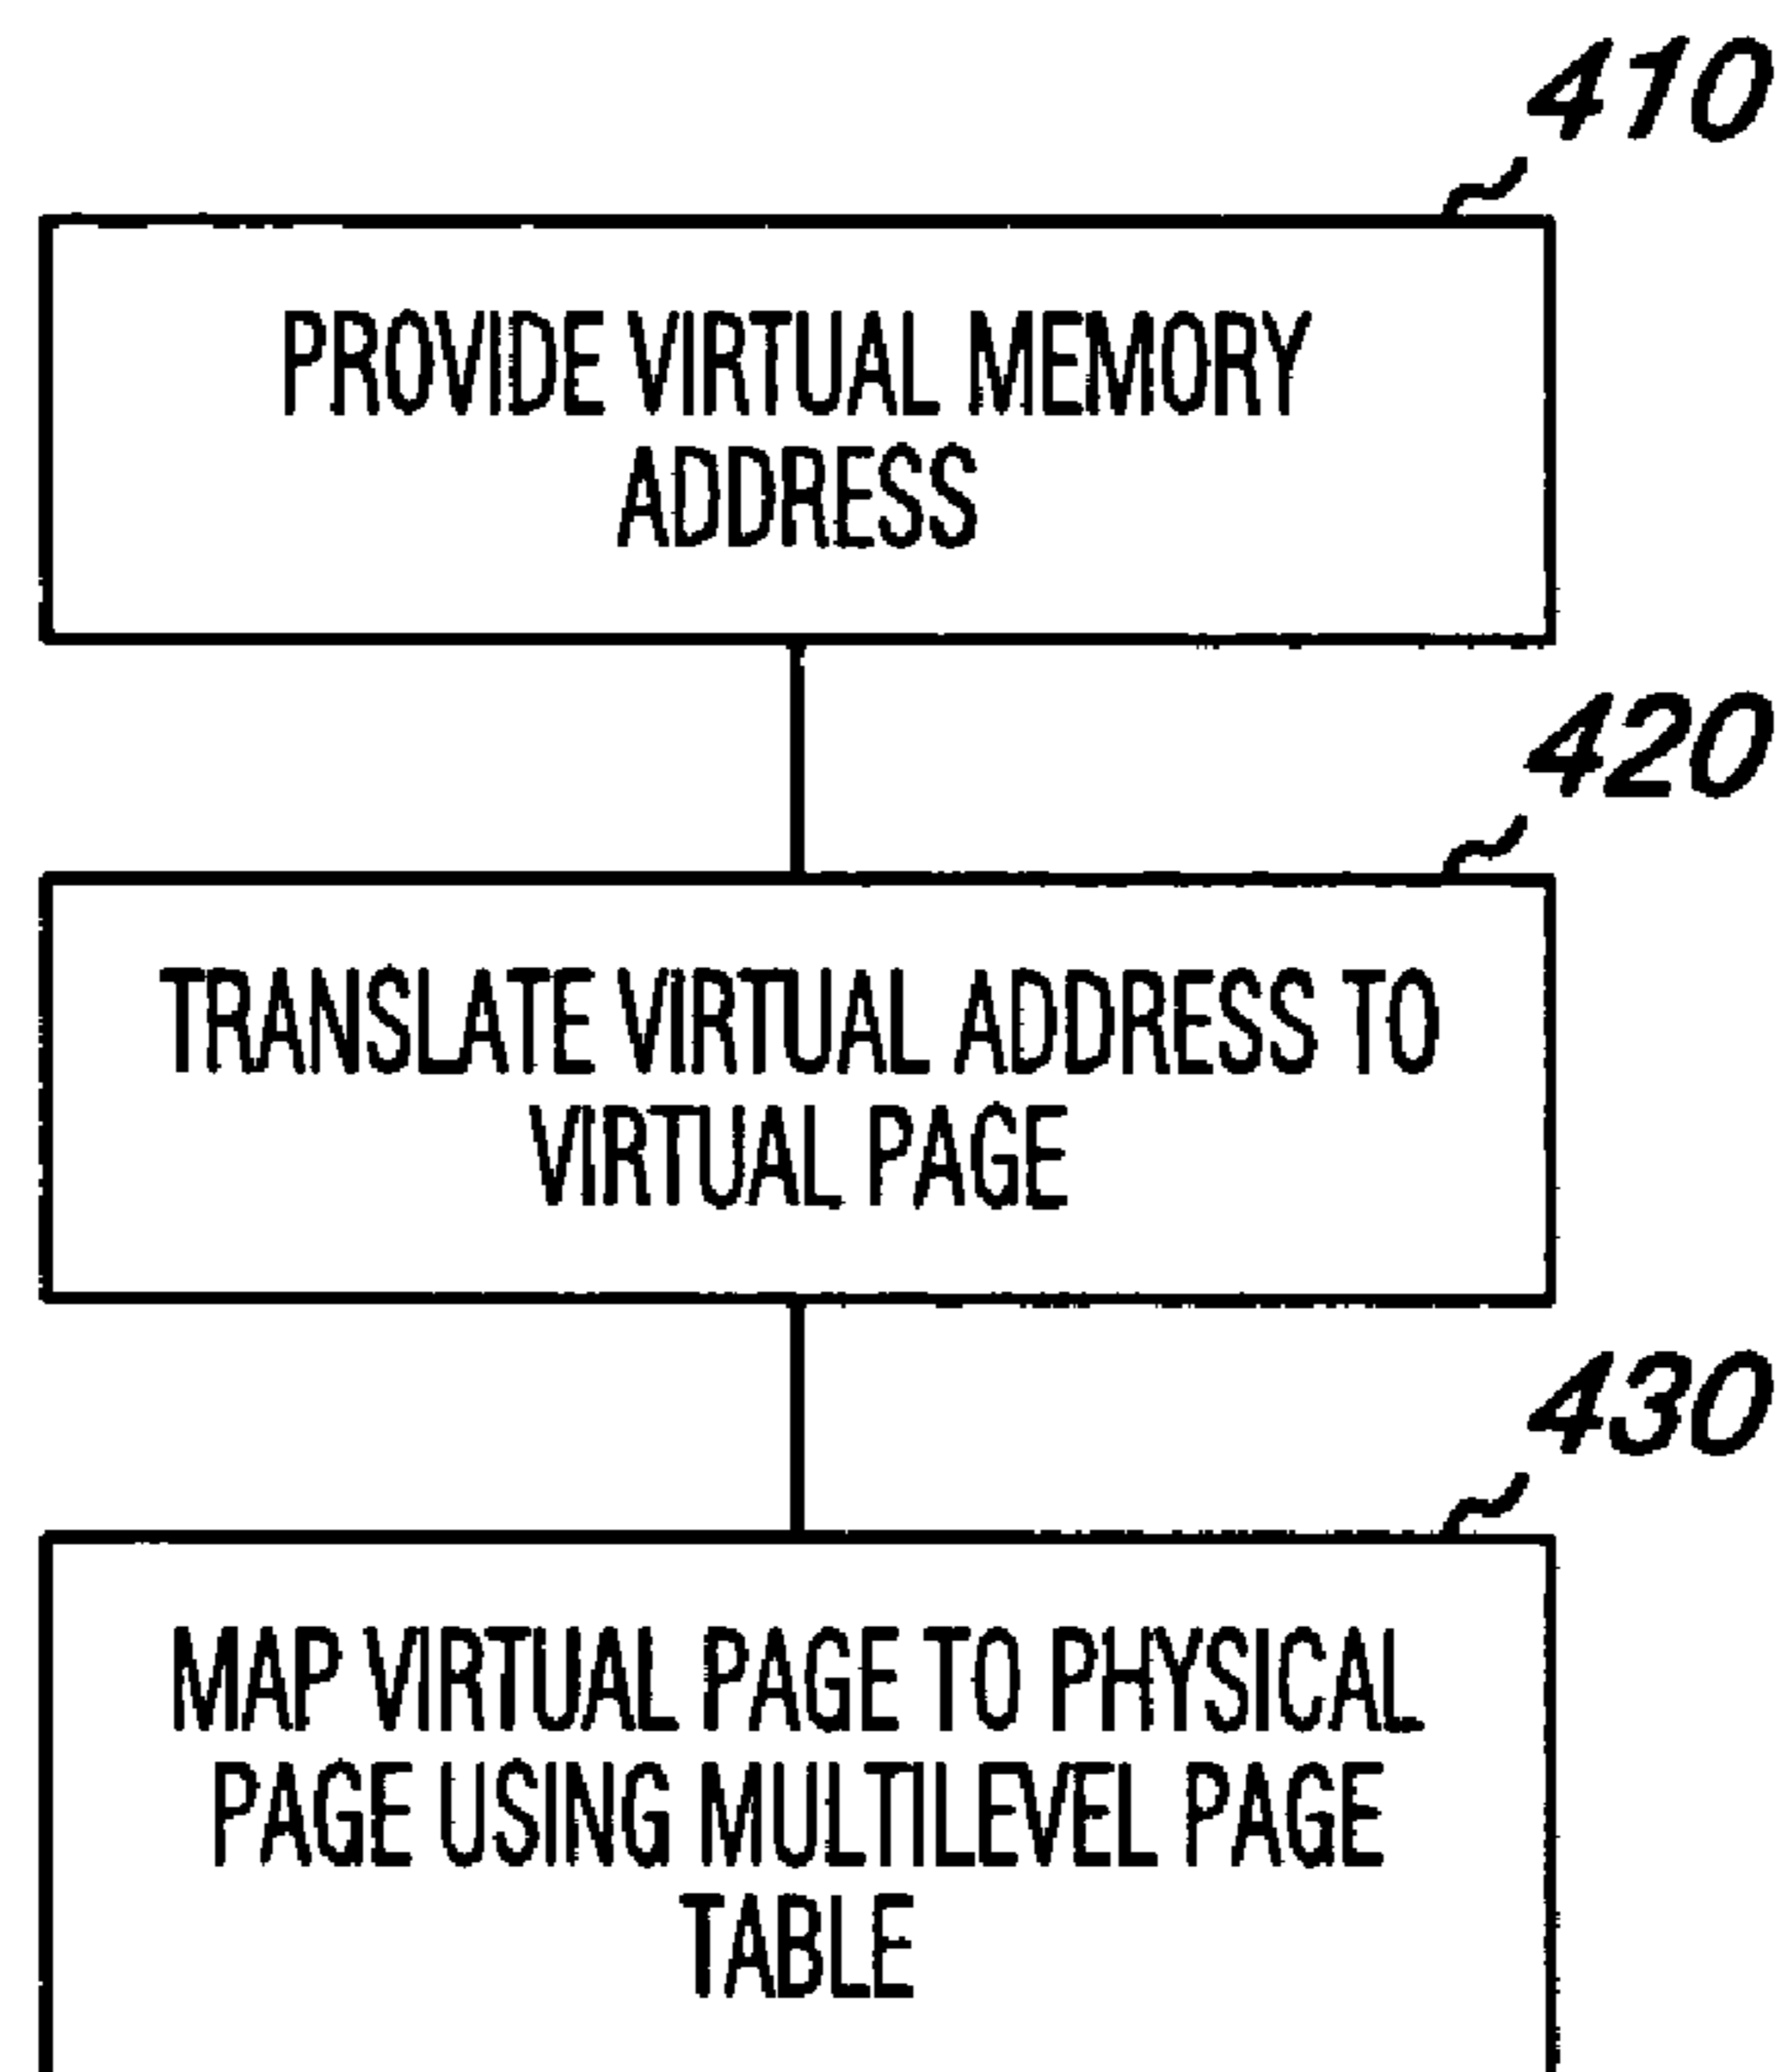 410
PROVIDE VIRTUAL MEMORY
ADDRESS
420
TRANSLATE VIRTUAL ADDRESS TO
VIRTUAL PAGE
430
MAP VIRTUAL PAGE TO PHYSICAL
PAGE USING MULTILEVEL PAGE
TABLE